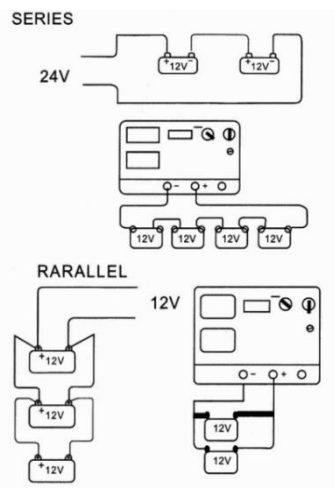 SERIES
+12V- +12V-
24V
- +
12V 12V 12V 12V
RARALLEL
12V
+12V
- +
+12V
12V
12V
+12V